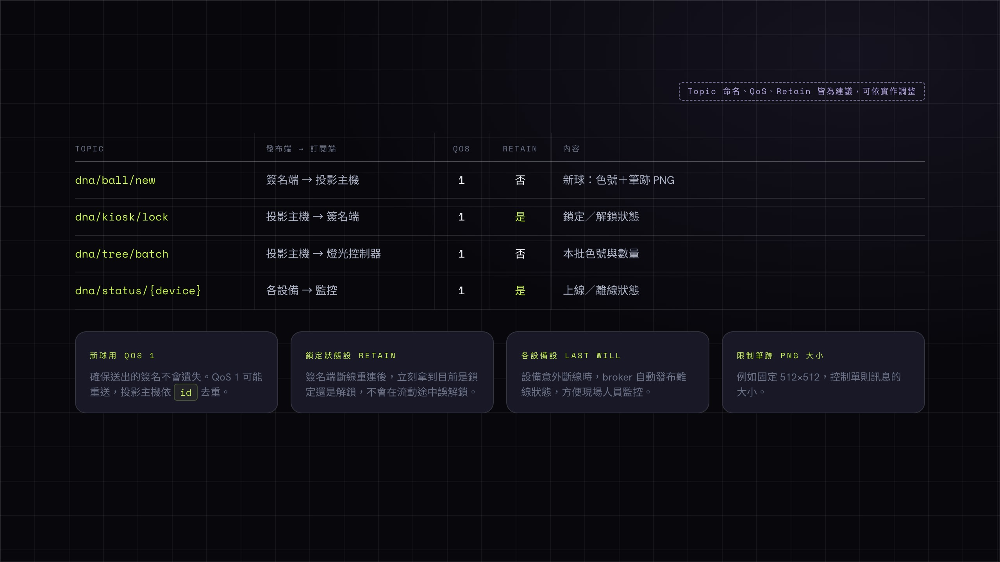 Topic 命名、QoS、Retain 皆為建議，可依實作調整
TOPIC 發布端 → 訂閱端 QOS RETAIN 內容
dna/ball/new 簽名端 → 投影主機 1 否 新球：色號＋筆跡 PNG
dna/kiosk/lock 投影主機 → 簽名端 1 是 鎖定／解鎖狀態
dna/tree/batch 投影主機 → 燈光控制器 1 否 本批色號與數量
dna/status/{device} 各設備 → 監控 1 是 上線／離線狀態
新球用 QOS 1
確保送出的簽名不會遺失。QoS 1 可能
重送，投影主機依 id 去重。
鎖定狀態設 RETAIN
簽名端斷線重連後，立刻拿到目前是鎖
定還是解鎖，不會在流動途中誤解鎖。
各設備設 LAST WILL
設備意外斷線時，broker 自動發布離
線狀態，方便現場人員監控。
限制筆跡 PNG 大小
例如固定 512×512，控制單則訊息的
大小。